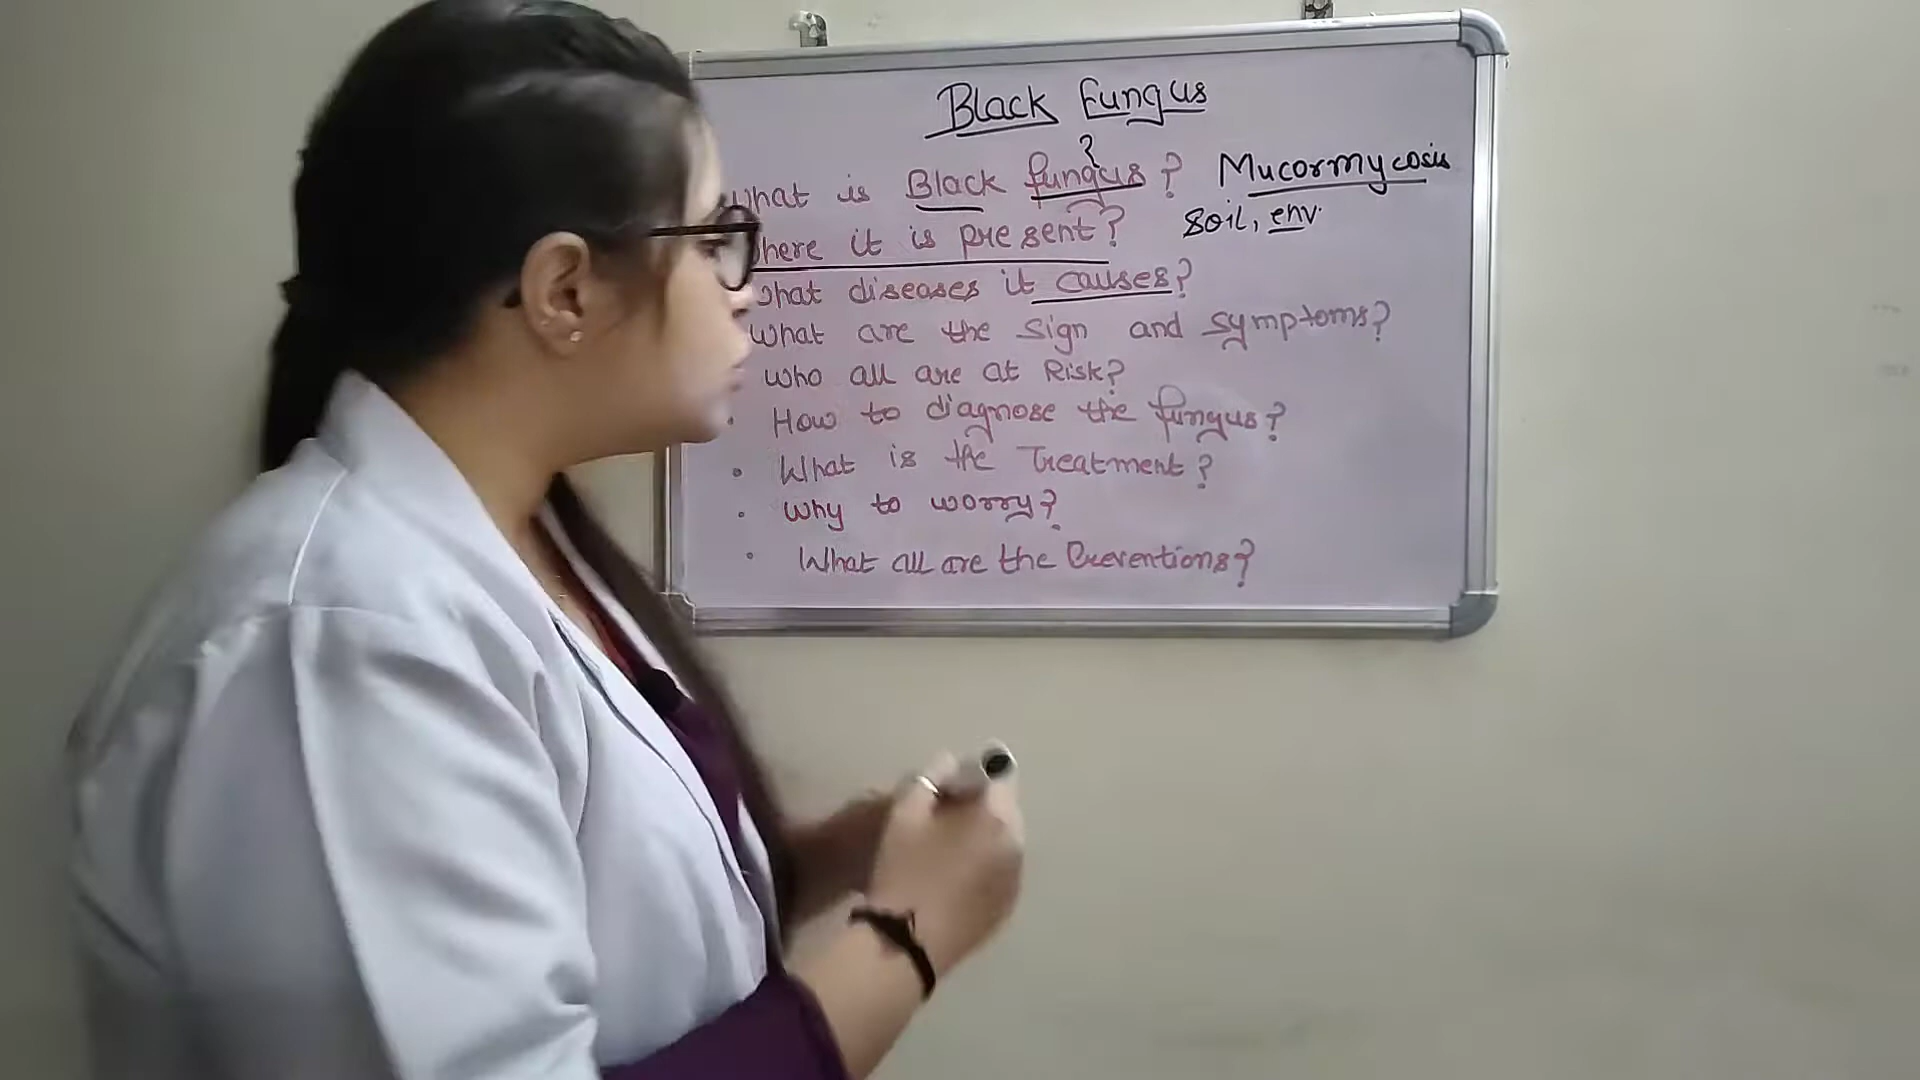 Black Fungus
What is Black fungus? Mucormycosis
here it is present? Soil, env.
What diseases it causes?
What are the sign and symptoms?
Who all are at Risk?
• How to diagnose the fungus?
• What is the Treatment?
• Why to worry?
• What all are the Preventions?